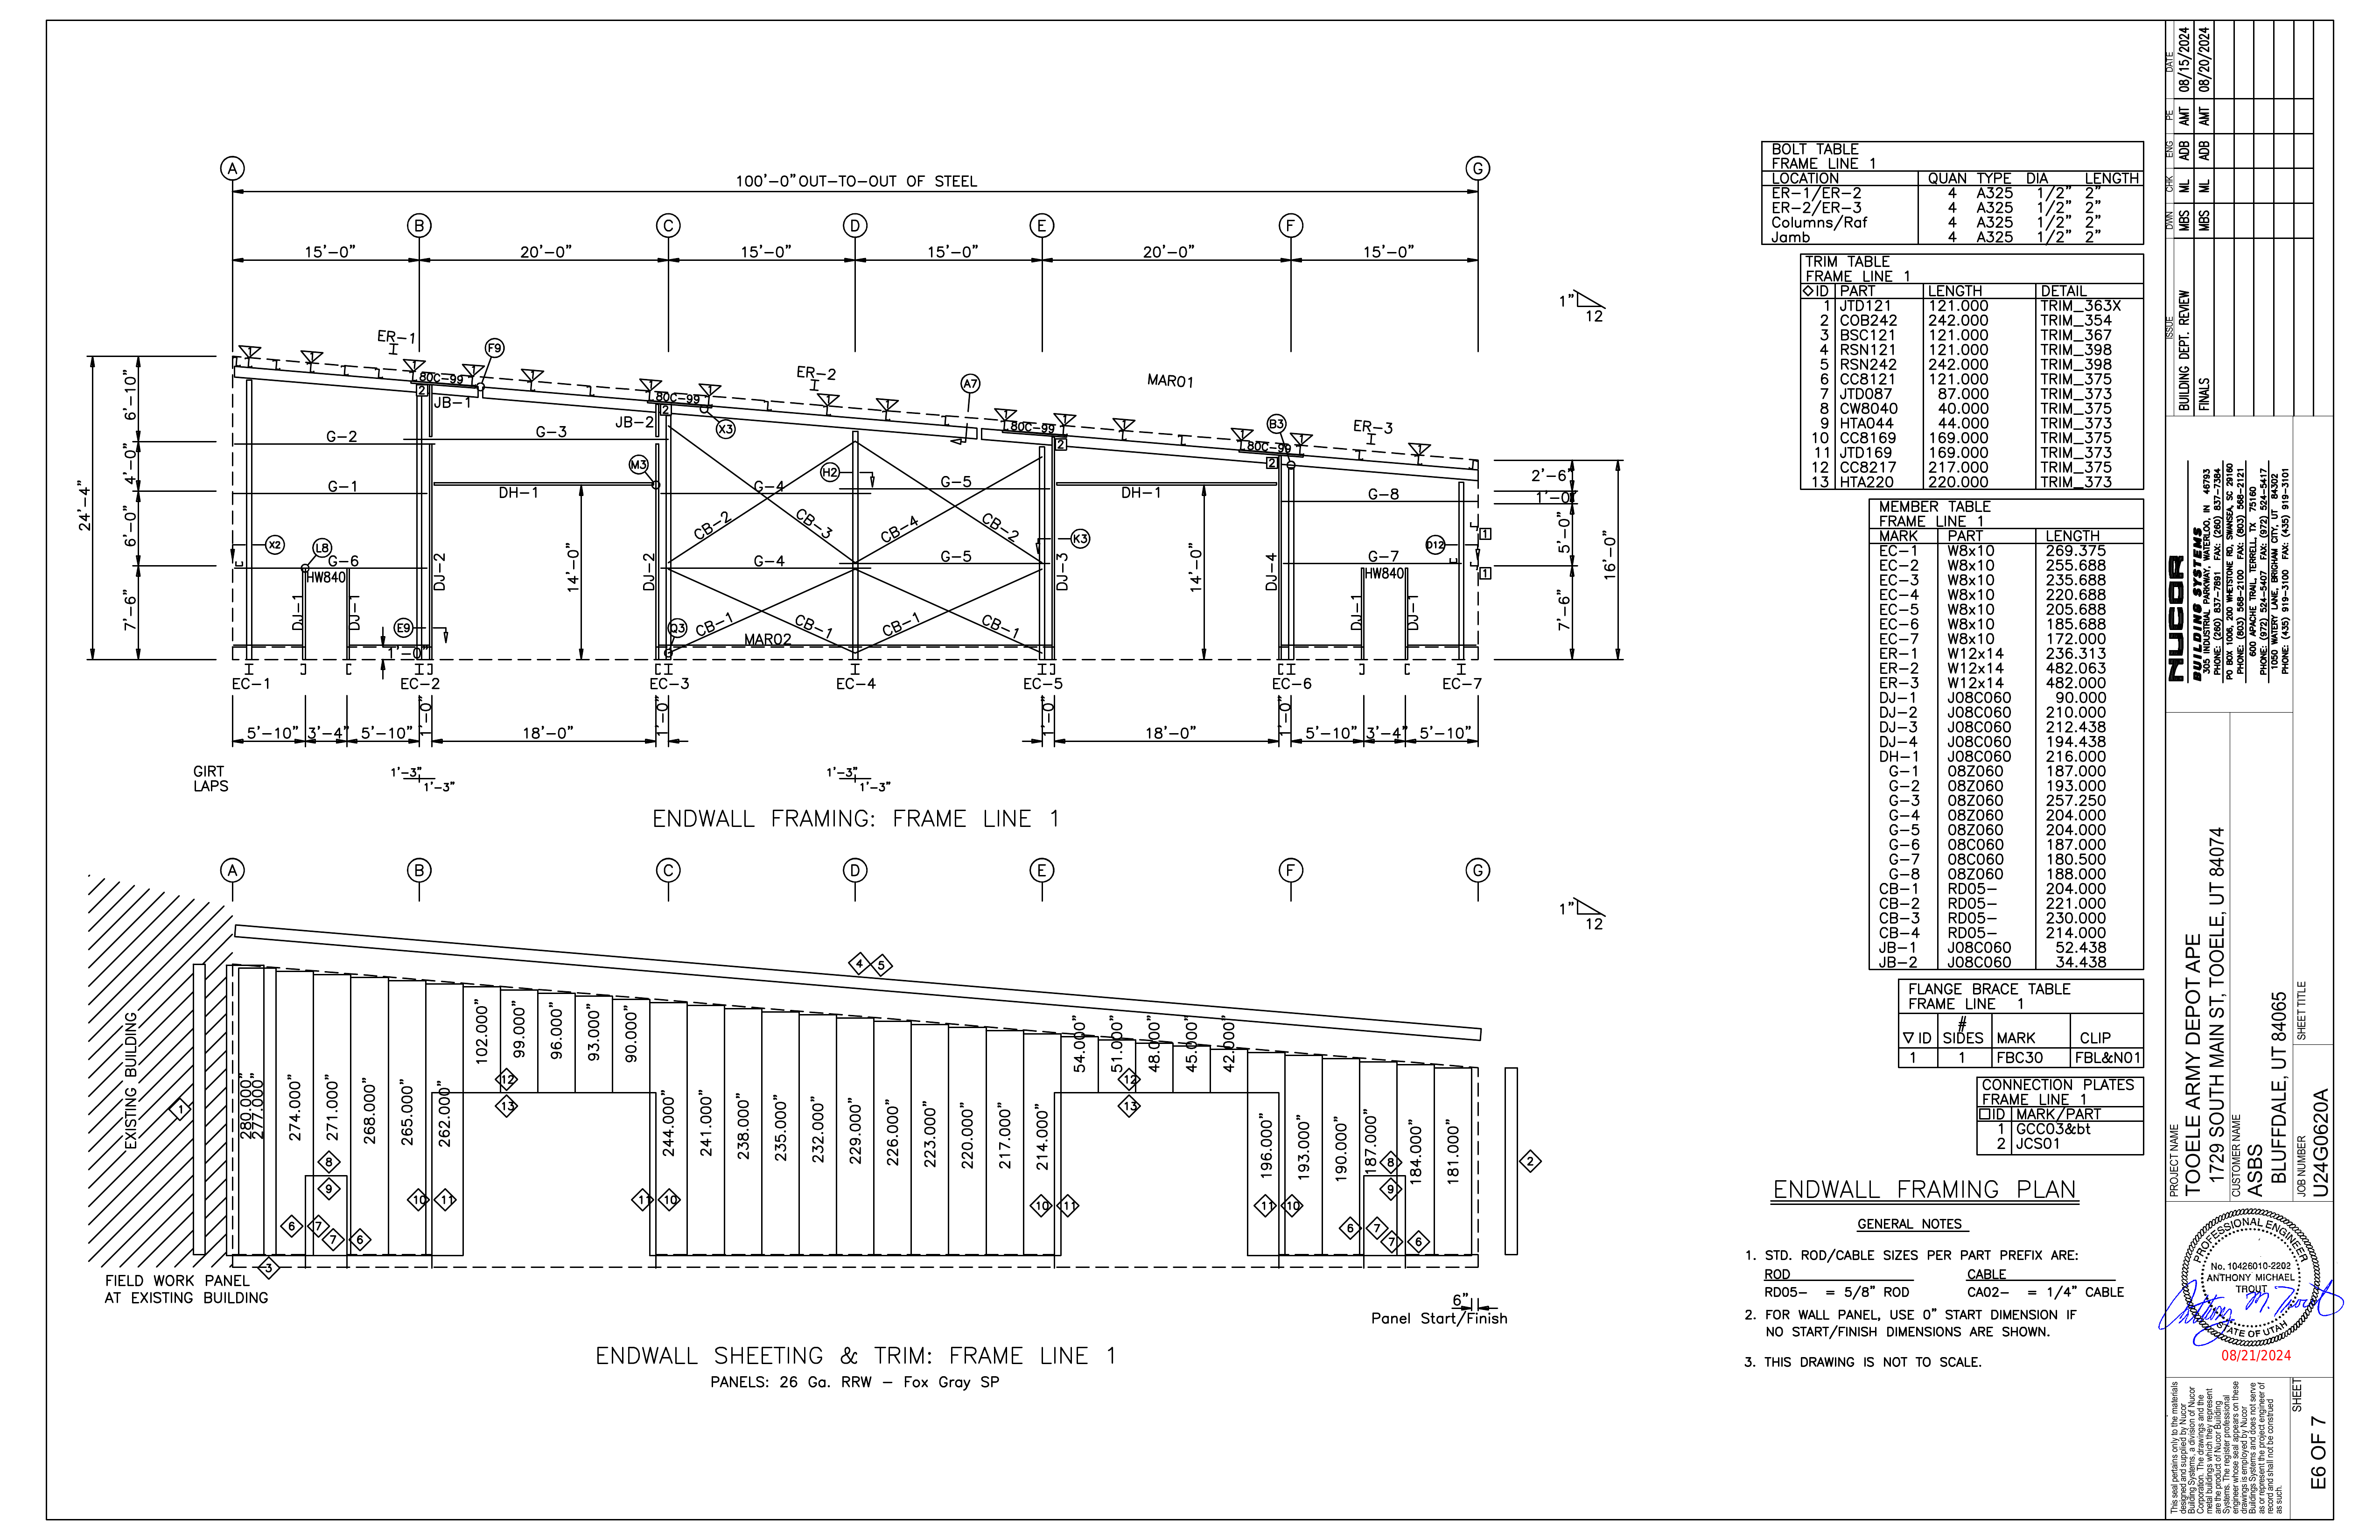 A
G
100'-0" OUT-TO-OUT OF STEEL
B
C
D
E
F
15'-0"
20'-0"
15'-0"
15'-0"
20'-0"
15'-0"
1"
12
ER-1
F9
ER-2
A7
MAR01
B3
ER-3
1
80C-99
80C-99
80C-99
80C-99
2
2
2
2
JB-1
JB-2
X3
24'-4"
6'-10"
4'-0"
6'-0"
7'-6"
G-2
G-3
G-1
DH-1
M3
H2
G-4
G-5
DH-1
G-8
CB-2
CB-3
CB-4
CB-2
X2
L8
G-6
HW840
DJ-1
DJ-1
DJ-2
14'-0"
DJ-2
G-4
G-5
K3
DJ-3
14'-0"
DJ-4
D12
G-7
HW840
DJ-1
DJ-1
1
1
2'-6"
1'-0"
5'-0"
7'-6"
16'-0"
E9
1'-0"
Q3
CB-1
CB-1
CB-1
CB-1
MAR02
EC-1
EC-2
EC-3
EC-4
EC-5
EC-6
EC-7
5'-10"
3'-4"
5'-10"
1'-0"
18'-0"
1'-0"
1'-0"
18'-0"
1'-0"
5'-10"
3'-4"
5'-10"
GIRT
LAPS
1'-3"
1'-3"
1'-3"
1'-3"
ENDWALL FRAMING: FRAME LINE 1
A
B
C
D
E
F
G
1"
12
4
5
EXISTING BUILDING
1
280.000"
277.000"
274.000"
271.000"
268.000"
265.000"
262.000"
102.000"
99.000"
96.000"
93.000"
90.000"
244.000"
241.000"
238.000"
235.000"
232.000"
229.000"
226.000"
223.000"
220.000"
217.000"
214.000"
54.000"
51.000"
48.000"
45.000"
42.000"
196.000"
193.000"
190.000"
187.000"
184.000"
181.000"
12
13
12
13
8
9
8
9
2
10
11
11
10
10
11
11
10
6
7
7
6
6
7
7
6
3
FIELD WORK PANEL
AT EXISTING BUILDING
6"
Panel Start/Finish
ENDWALL SHEETING & TRIM: FRAME LINE 1
PANELS: 26 Ga. RRW - Fox Gray SP
BOLT TABLE
FRAME LINE 1
LOCATION QUAN TYPE DIA LENGTH
ER-1/ER-2 4 A325 1/2" 2"
ER-2/ER-3 4 A325 1/2" 2"
Columns/Raf 4 A325 1/2" 2"
Jamb 4 A325 1/2" 2"
TRIM TABLE
FRAME LINE 1
◇ID PART LENGTH DETAIL
1 JTD121 121.000 TRIM_363X
2 COB242 242.000 TRIM_354
3 BSC121 121.000 TRIM_367
4 RSN121 121.000 TRIM_398
5 RSN242 242.000 TRIM_398
6 CC8121 121.000 TRIM_375
7 JTD087 87.000 TRIM_373
8 CW8040 40.000 TRIM_375
9 HTA044 44.000 TRIM_373
10 CC8169 169.000 TRIM_375
11 JTD169 169.000 TRIM_373
12 CC8217 217.000 TRIM_375
13 HTA220 220.000 TRIM_373
MEMBER TABLE
FRAME LINE 1
MARK PART LENGTH
EC-1 W8x10 269.375
EC-2 W8x10 255.688
EC-3 W8x10 235.688
EC-4 W8x10 220.688
EC-5 W8x10 205.688
EC-6 W8x10 185.688
EC-7 W8x10 172.000
ER-1 W12x14 236.313
ER-2 W12x14 482.063
ER-3 W12x14 482.000
DJ-1 J08C060 90.000
DJ-2 J08C060 210.000
DJ-3 J08C060 212.438
DJ-4 J08C060 194.438
DH-1 J08C060 216.000
G-1 08Z060 187.000
G-2 08Z060 193.000
G-3 08Z060 257.250
G-4 08Z060 204.000
G-5 08Z060 204.000
G-6 08C060 187.000
G-7 08C060 180.500
G-8 08Z060 188.000
CB-1 RD05- 204.000
CB-2 RD05- 221.000
CB-3 RD05- 230.000
CB-4 RD05- 214.000
JB-1 J08C060 52.438
JB-2 J08C060 34.438
FLANGE BRACE TABLE
FRAME LINE 1
▽ID # SIDES MARK CLIP
1 1 FBC30 FBL&N01
CONNECTION PLATES
FRAME LINE 1
□ID MARK/PART
1 GCC03&bt
2 JCS01
ENDWALL FRAMING PLAN
GENERAL NOTES
1. STD. ROD/CABLE SIZES PER PART PREFIX ARE:
ROD CABLE
RD05- = 5/8" ROD CA02- = 1/4" CABLE
2. FOR WALL PANEL, USE 0" START DIMENSION IF
NO START/FINISH DIMENSIONS ARE SHOWN.
3. THIS DRAWING IS NOT TO SCALE.
ISSUE DWN CHK ENG PE DATE
BUILDING DEPT. REVIEW MBS ML ADB AMT 08/15/2024
FINALS MBS ML ADB AMT 08/20/2024
NUCOR
BUILDING SYSTEMS
305 INDUSTRIAL PARKWAY, WATERLOO, IN 46793
PHONE: (260) 837-7891 FAX: (260) 837-7384
PO BOX 1006, 200 WHETSTONE RD, SWANSEA, SC 29160
PHONE: (803) 568-2100 FAX: (803) 568-2121
600 APACHE TRAIL, TERRELL, TX 75160
PHONE: (972) 524-5407 FAX: (972) 524-5417
1050 WATERY LANE, BRIGHAM CITY, UT 84302
PHONE: (435) 919-3100 FAX: (435) 919-3101
PROJECT NAME
TOOELE ARMY DEPOT APE
1729 SOUTH MAIN ST, TOOELE, UT 84074
CUSTOMER NAME
ASBS
BLUFFDALE, UT 84065
JOB NUMBER
U24G0620A
SHEET TITLE
PROFESSIONAL ENGINEER
No. 10426010-2202
ANTHONY MICHAEL
TROUT
STATE OF UTAH
08/21/2024
This seal pertains only to the materials
designed and supplied by Nucor
Building Systems, a division of Nucor
Corporation. The drawings and the
metal buildings which they represent
are the product of Nucor Building
Systems. The register professional
engineer whose seal appears on these
drawings is employed by Nucor
Buildings Systems and does not serve
as or represent the project engineer of
record and shall not be construed
as such.
SHEET
E6 OF 7